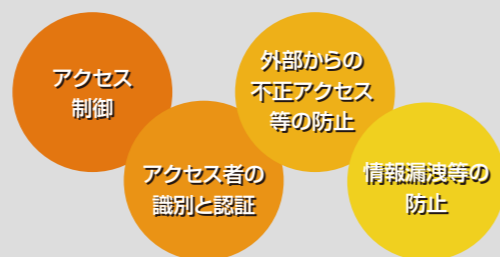 アクセス
制御
アクセス者の
識別と認証
外部からの
不正アクセス
等の防止
情報漏洩等の
防止